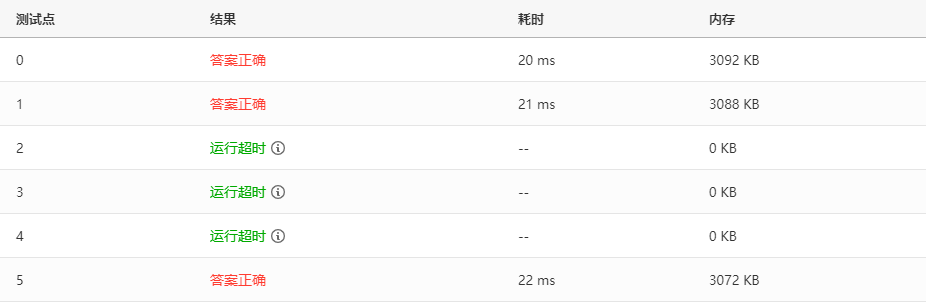 测试点 结果 耗时 内存
0 答案正确 20 ms 3092 KB
1 答案正确 21 ms 3088 KB
2 运行超时 -- 0 KB
3 运行超时 -- 0 KB
4 运行超时 -- 0 KB
5 答案正确 22 ms 3072 KB